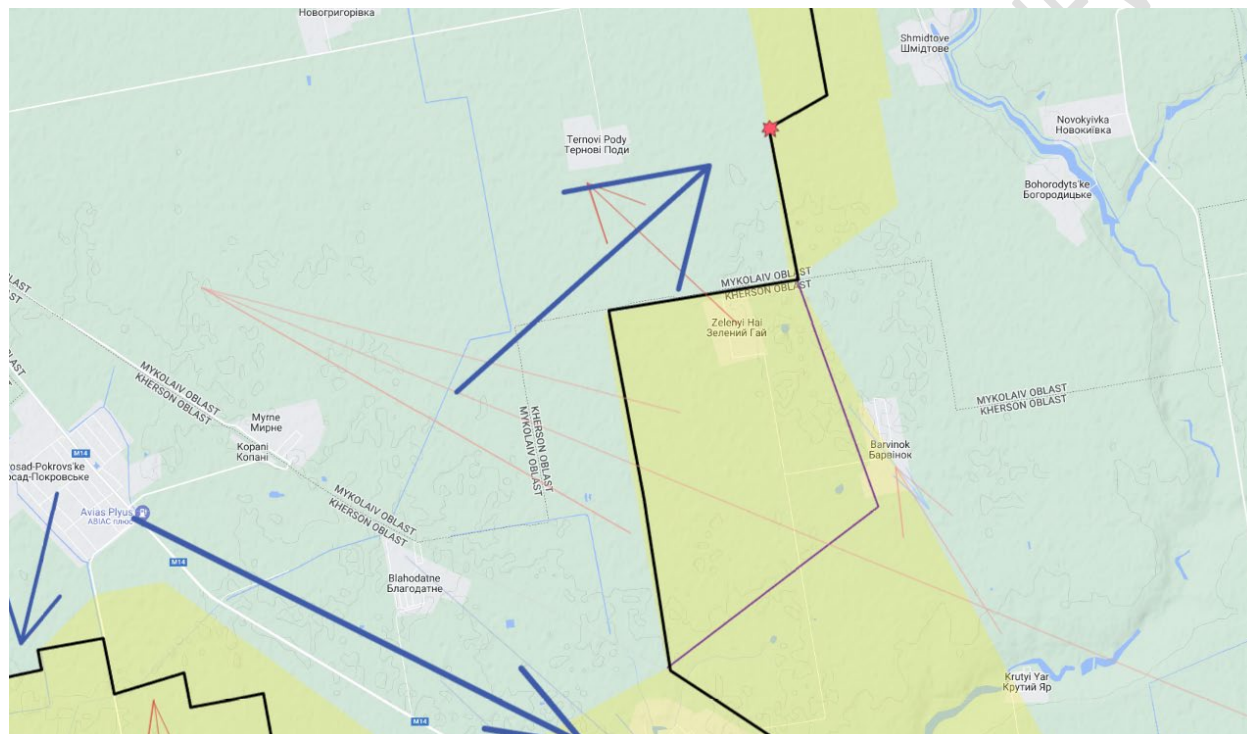 Новогригорівка
Shmidtove
Шмідтове
Novokyivka
Новокиївка
Ternovi Pody
Тернові Поди
Bohorodyts'ke
Богородицьке
MYKOLAIV OBLAST
KHERSON OBLAST
Zelenyi Hai
Зелений Гай
MYKOLAIV OBLAST
KHERSON OBLAST
MYKOLAIV OBLAST
KHERSON OBLAST
KHERSON OBLAST
MYKOLAIV OBLAST
Myrne
Мирне
Kopani
Копані
Barvinok
Барвінок
M14
osad-Pokrovs'ke
осад-Покровське
MYKOLAIV OBLAST
KHERSON OBLAST
Avias Plyus
АВІАС плюс
M14
Blahodatne
Благодатне
Krutyi Yar
Крутий Яр
M14